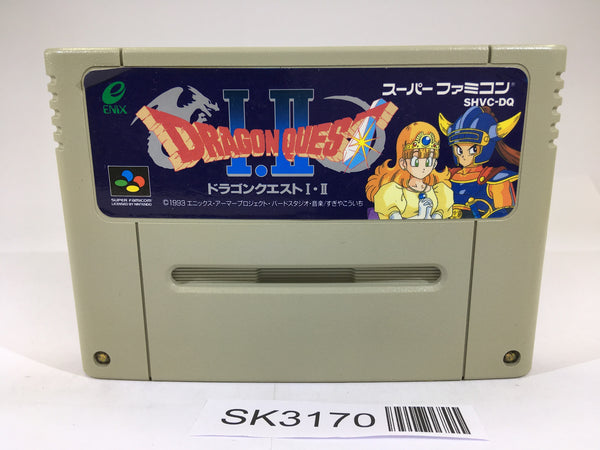 ENIX
スーパーファミコン®
SHVC-DQ
I・II
DRAGON QUEST
ドラゴンクエストI・II
SUPER FAMICOM
LICENSED BY NINTENDO
©1993 エニックス・アーマープロジェクト・バードスタジオ・音楽/すぎやこういち
SK3170